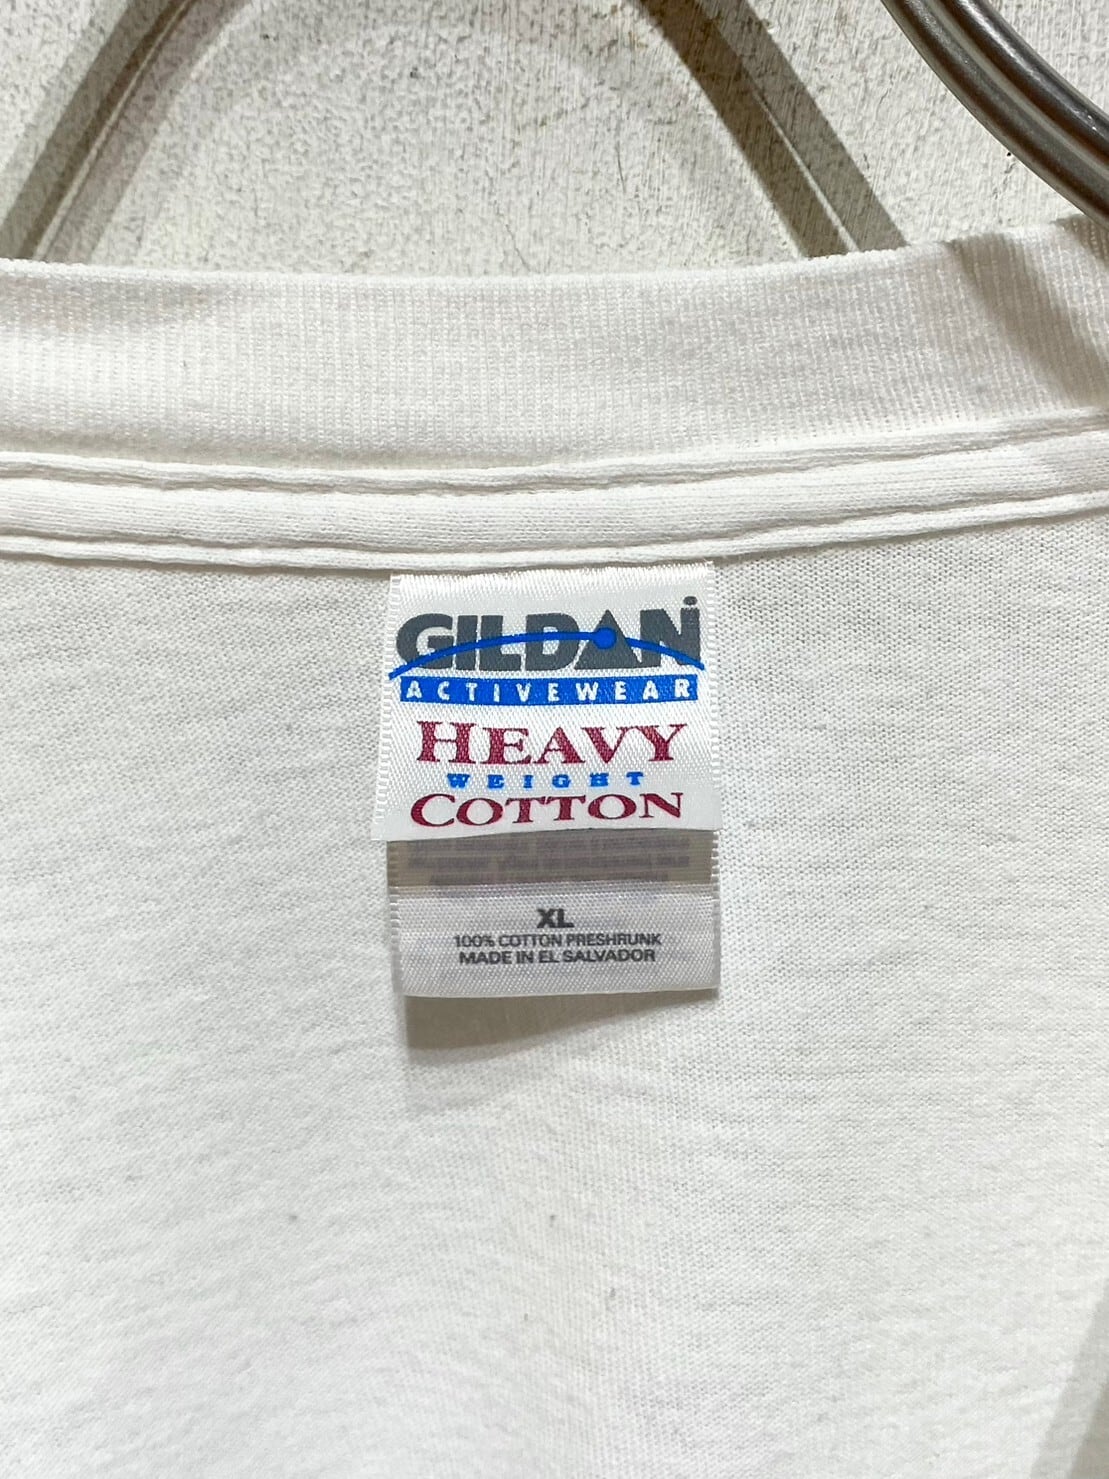 GILDAN
ACTIVEWEAR
HEAVY
WEIGHT
COTTON
XL
100% COTTON PRESHRUNK
MADE IN EL SALVADOR